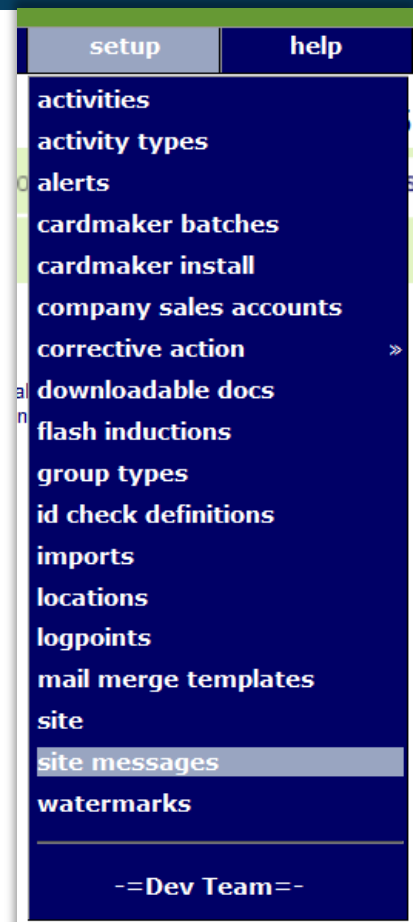 setup help
activities
activity types
alerts
cardmaker batches
cardmaker install
company sales accounts
corrective action »
downloadable docs
flash inductions
group types
id check definitions
imports
locations
logpoints
mail merge templates
site
site messages
watermarks
-=Dev Team=-